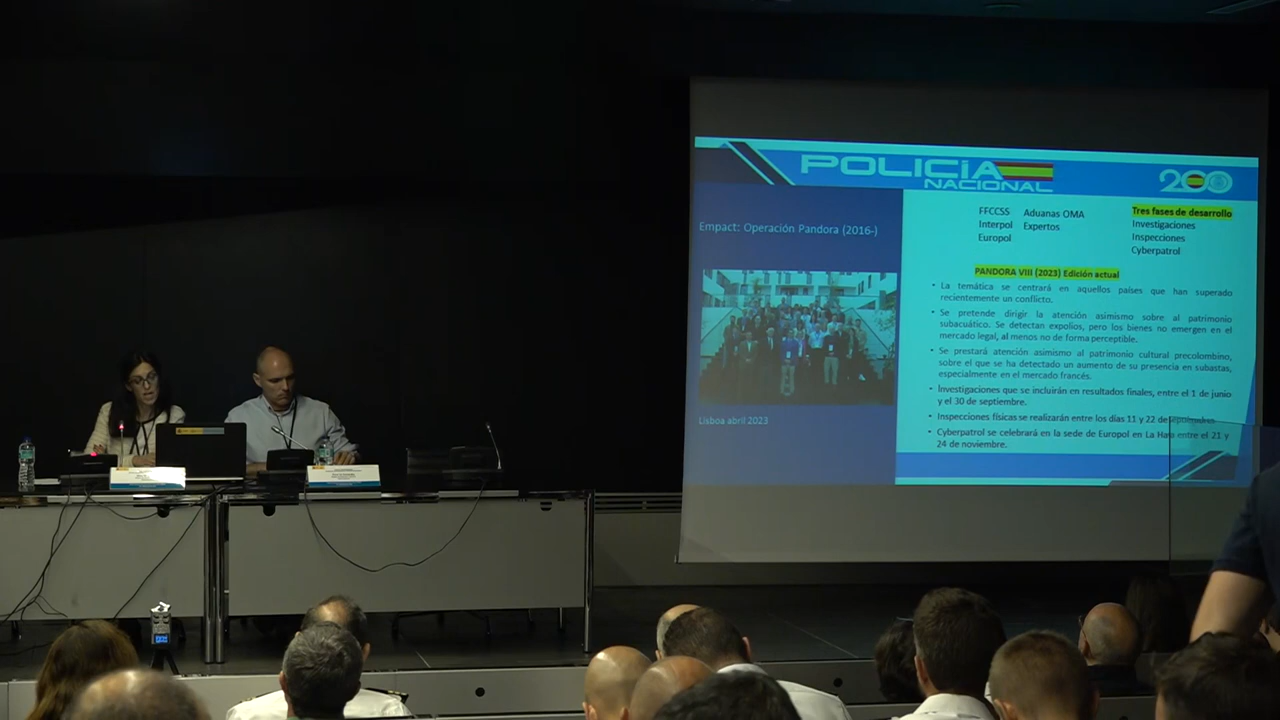 POLICÍA
NACIONAL
200
Empact: Operación Pandora (2016-)
Lisboa abril 2023
FFCCSS
Interpol
Europol
Aduanas OMA
Expertos
Tres fases de desarrollo
Investigaciones
Inspecciones
Cyberpatrol
PANDORA VIII (2023) Edición actual
• La temática se centrará en aquellos países que han superado
recientemente un conflicto.
• Se pretende dirigir la atención asimismo sobre al patrimonio
subacuático. Se detectan expolios, pero los bienes no emergen en el
mercado legal, al menos no de forma perceptible.
• Se prestará atención asimismo al patrimonio cultural precolombino,
sobre el que se ha detectado un aumento de su presencia en subastas,
especialmente en el mercado francés.
• Investigaciones que se incluirán en resultados finales, entre el 1 de junio
y el 30 de septiembre.
• Inspecciones físicas se realizarán entre los días 11 y 22 de septiembre.
• Cyberpatrol se celebrará en la sede de Europol en La Haya entre el 21 y
24 de noviembre.